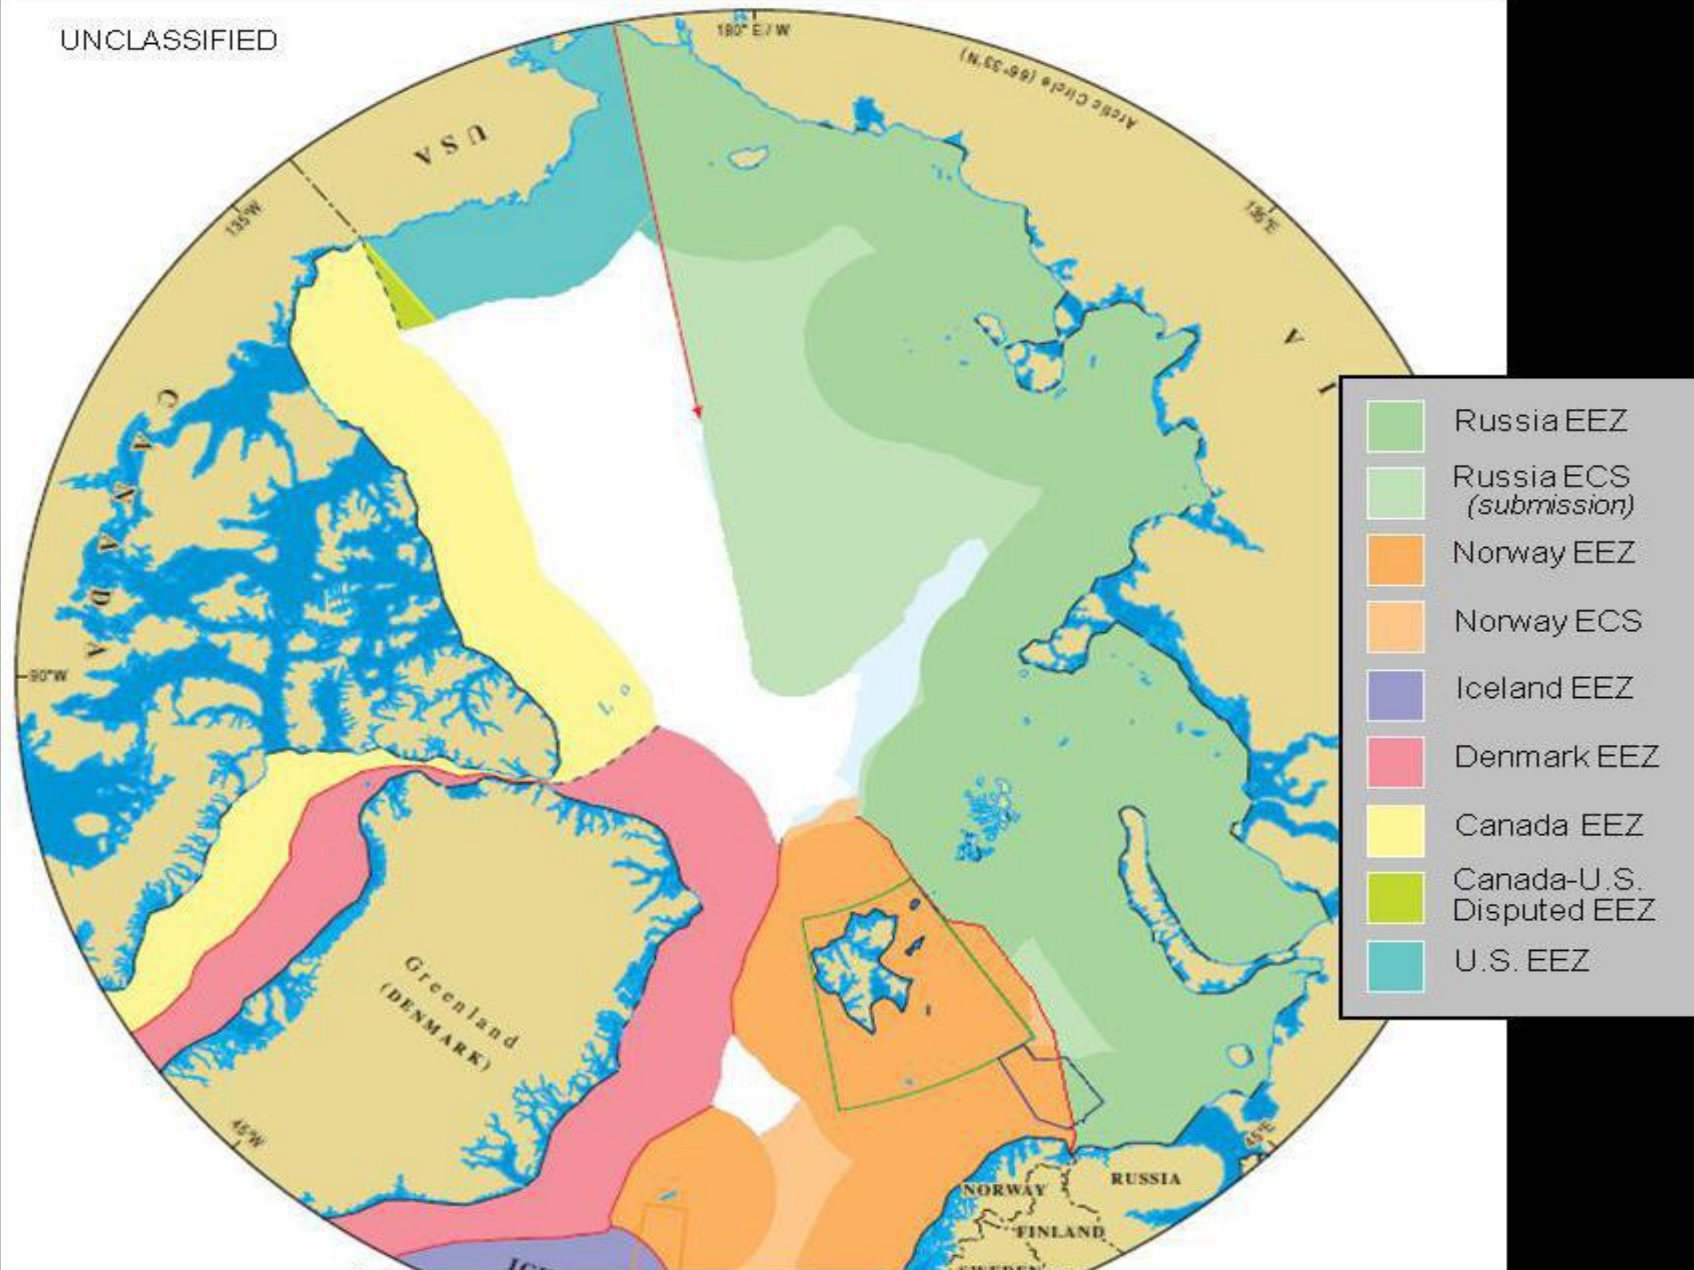 UNCLASSIFIED
180° E / W
Arctic Circle (66°33'N)
USA
135°W
135°E
CANADA
90°W
Greenland
(DENMARK)
45°W
45°E
NORWAY
RUSSIA
FINLAND
SWEDEN
Russia EEZ
Russia ECS
(submission)
Norway EEZ
Norway ECS
Iceland EEZ
Denmark EEZ
Canada EEZ
Canada-U.S.
Disputed EEZ
U.S. EEZ